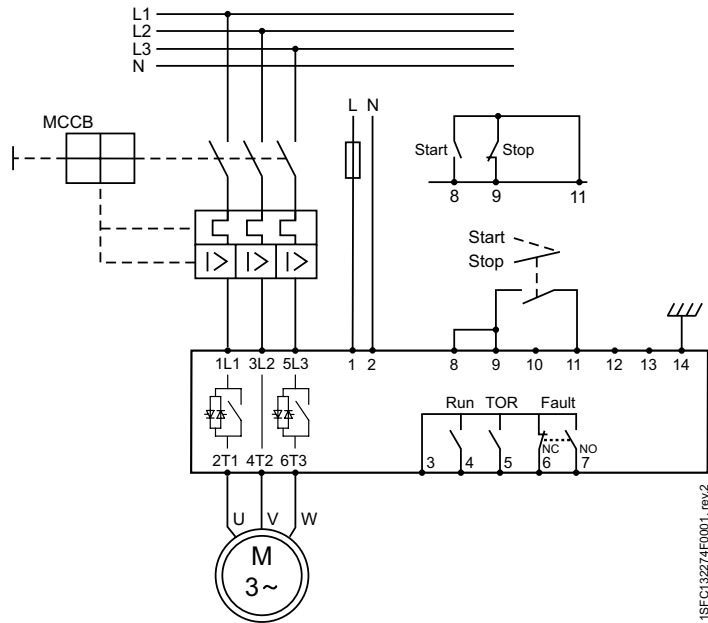 L1
L2
L3
N
MCCB
L N
Start
Stop
8 9 11
Start
Stop
I> I> I>
1L1 3L2 5L3 1 2 8 9 10 11 12 13 14
Run TOR Fault
NC NO
2T1 4T2 6T3 3 4 5 6 7
U V W
M
3~
1SFC132274F0001, rev.2